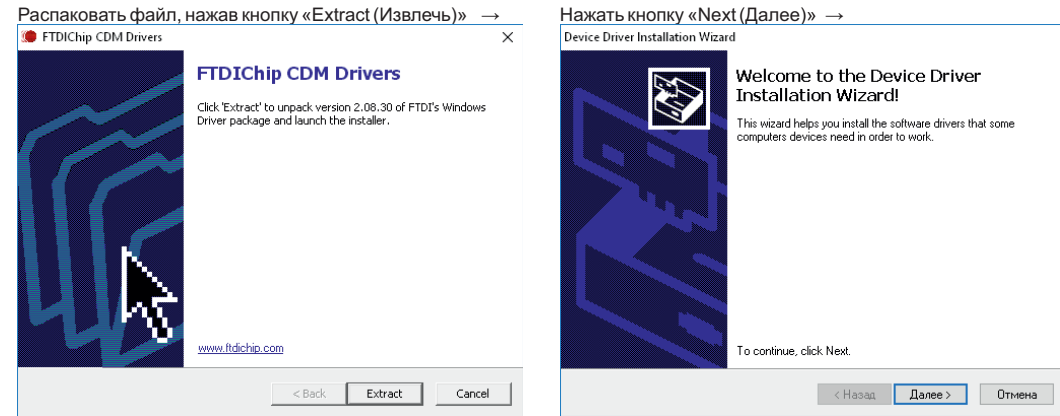 Распаковать файл, нажав кнопку «Extract (Извлечь)» →
FTDIChip CDM Drivers
FTDIChip CDM Drivers
Click 'Extract' to unpack version 2.08.30 of FTDI's Windows
Driver package and launch the installer.
www.ftdichip.com
< Back Extract Cancel
Нажать кнопку «Next (Далее)» →
Device Driver Installation Wizard
Welcome to the Device Driver
Installation Wizard!
This wizard helps you install the software drivers that some
computers devices need in order to work.
To continue, click Next.
< Назад Далее > Отмена